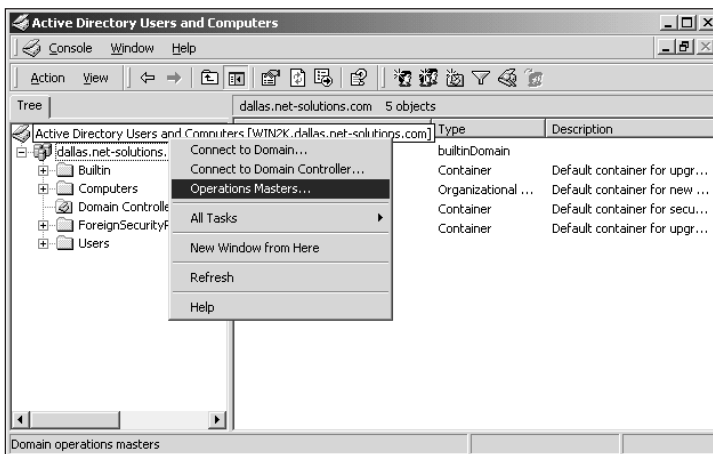 Active Directory Users and Computers
Console Window Help
Action View
Tree
dallas.net-solutions.com 5 objects
Active Directory Users and Computers [WIN2K.dallas.net-solutions.com]
Type Description
dallas.net-solutions.
Builtin
Computers
Domain Controlle
ForeignSecurityP
Users
Connect to Domain...
Connect to Domain Controller...
Operations Masters...
All Tasks
New Window from Here
Refresh
Help
builtinDomain
Container Default container for upgr...
Organizational ... Default container for new ...
Container Default container for secu...
Container Default container for upgr...
Domain operations masters